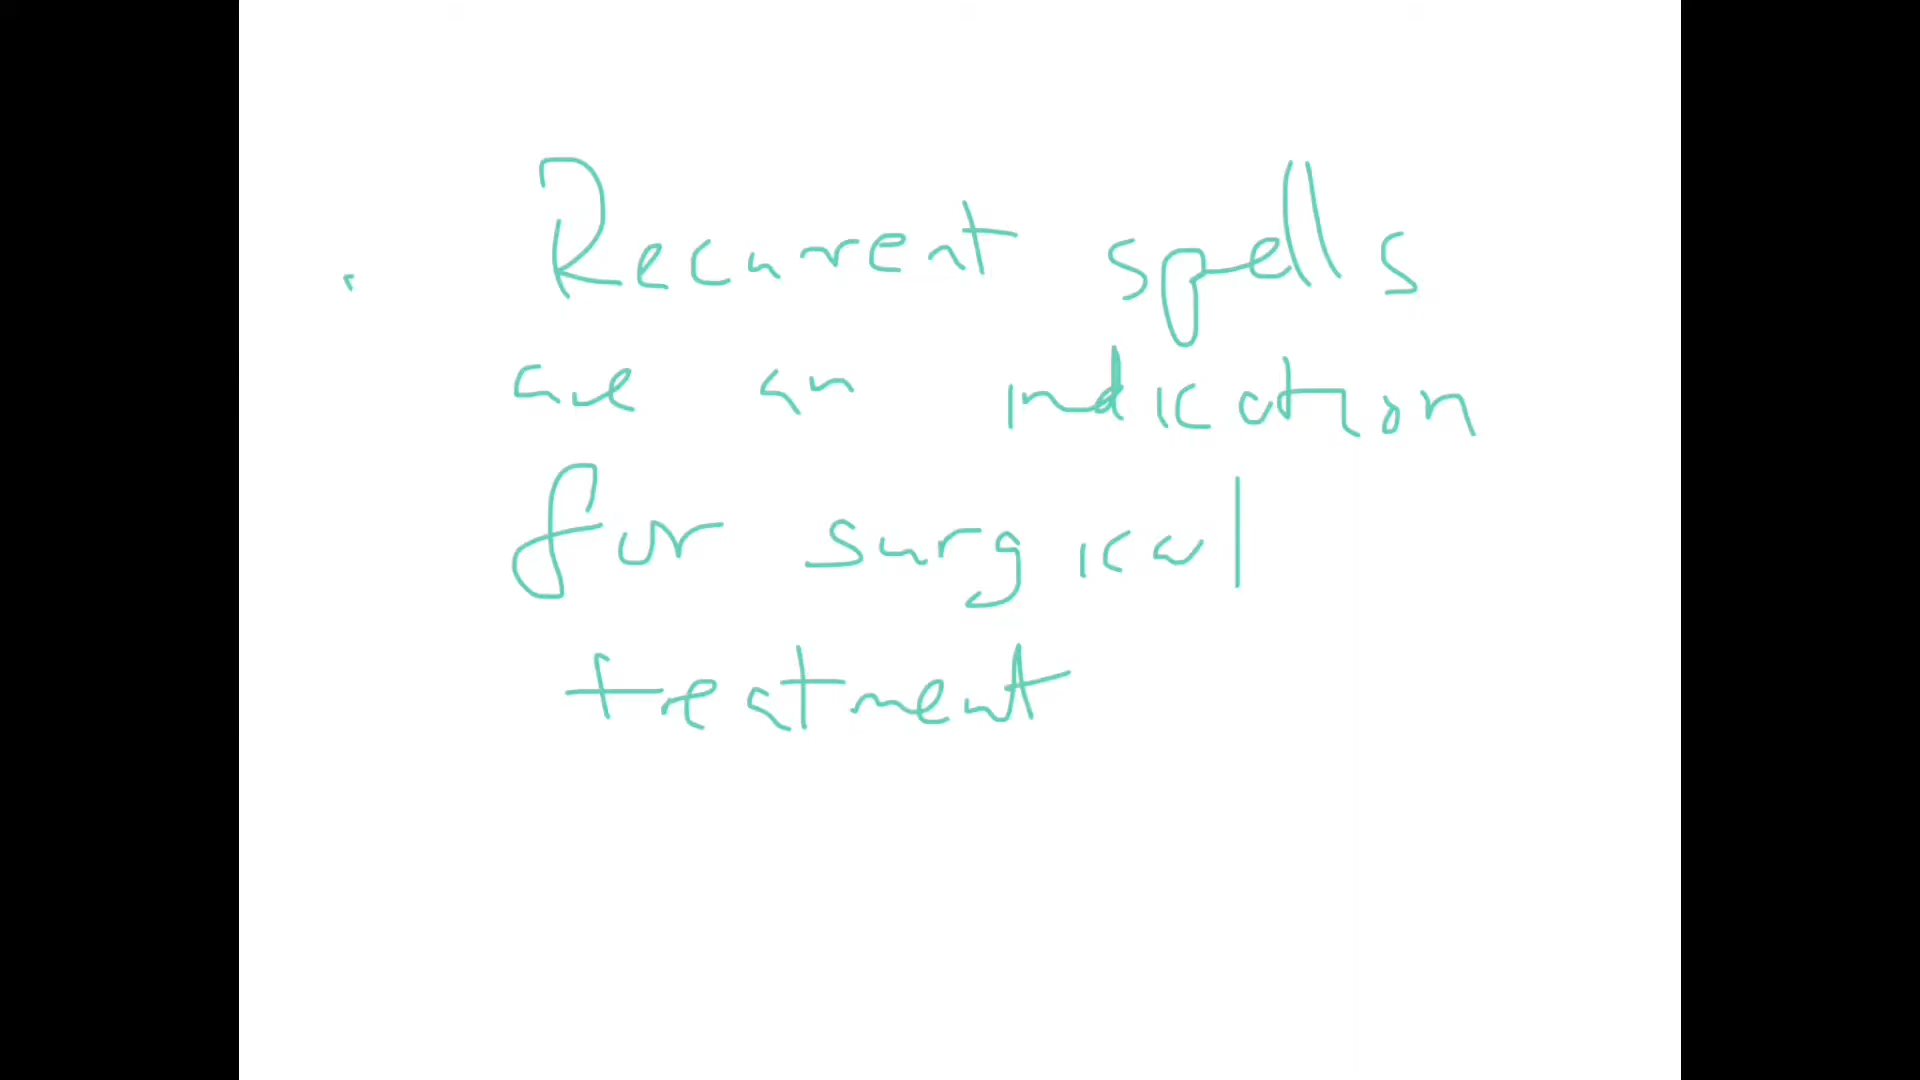 . Recurrent spells
are an indication
for surgical
treatment